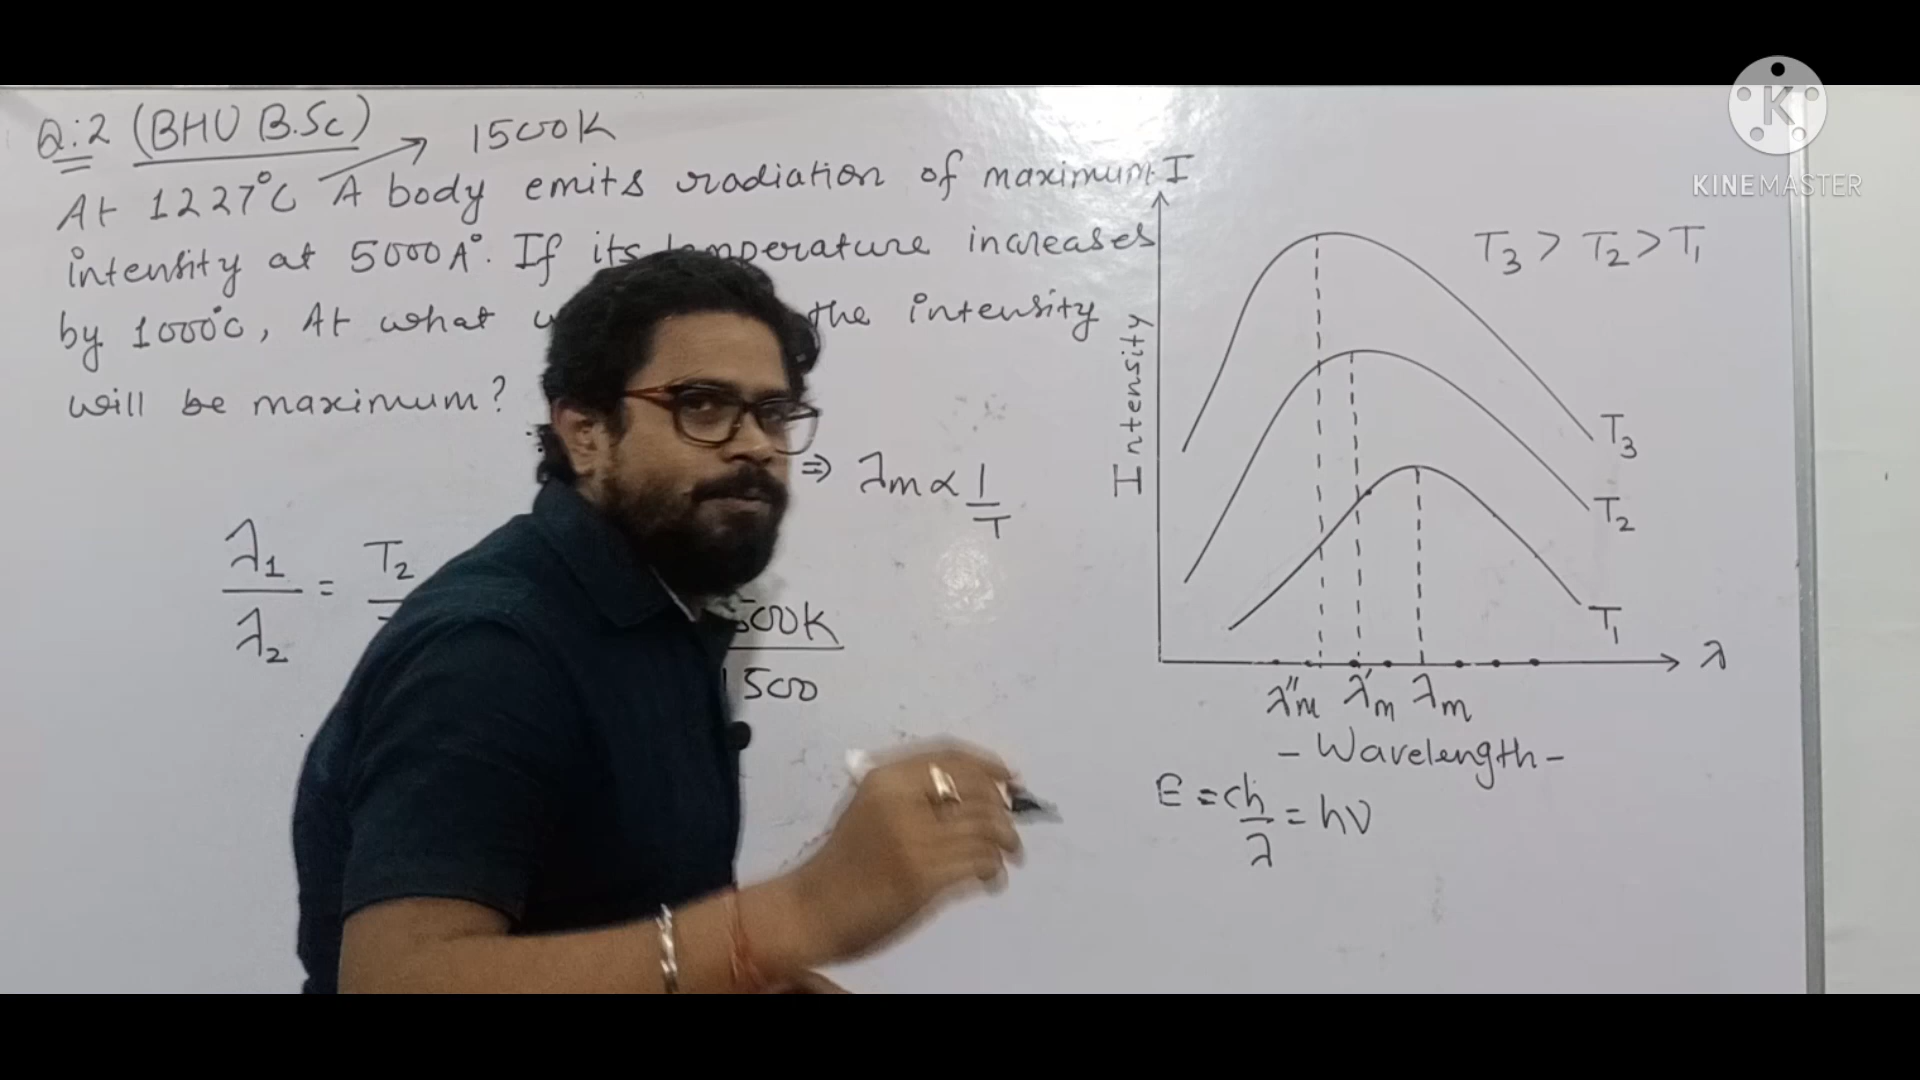 Q:2 (BHU B.Sc)
1500K
At 1227°C A body emits radiation of maximum
intensity at 5000A°. If its temperature increases
by 1000°C, At what the intensity
will be maximum?
⇒ λm ∝ 1/T
λ1/λ2 = T2
500K
1500
I
Intensity
T3 > T2 > T1
T3
T2
T1
λ
λ''m λ'm λm
- Wavelength -
E = ch/λ = hν
K
KINEMASTER